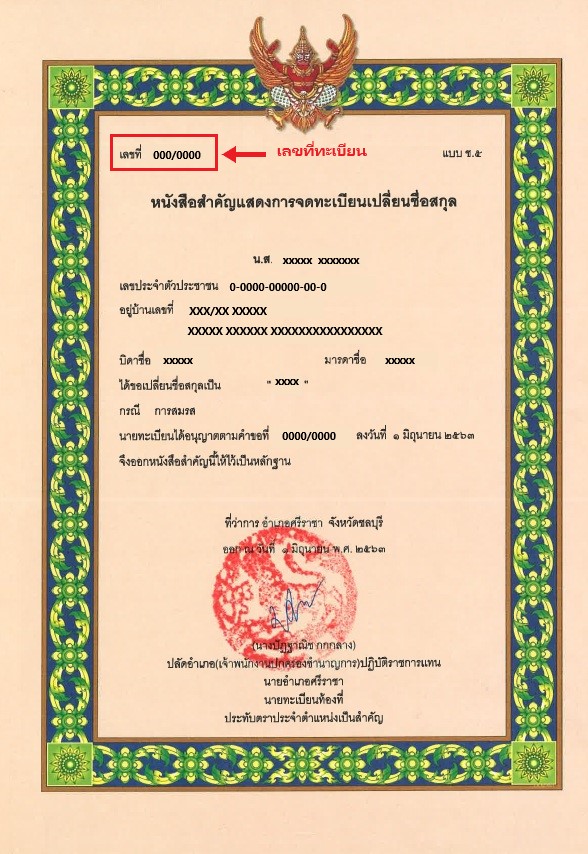 เลขที่ 000/0000 เลขที่ทะเบียน แบบ ช.๕
หนังสือสำคัญแสดงการจดทะเบียนเปลี่ยนชื่อสกุล
น.ส. xxxxx xxxxxxx
เลขประจำตัวประชาชน 0-0000-00000-00-0
อยู่บ้านเลขที่ XXX/XX XXXXX
XXXXX XXXXXX XXXXXXXXXXXXXXXXX
บิดาชื่อ xxxxx มารดาชื่อ xxxxx
ได้ขอเปลี่ยนชื่อสกุลเป็น " xxxx "
กรณี การสมรส
นายทะเบียนได้อนุญาตตามคำขอที่ 0000/0000 ลงวันที่ ๑ มิถุนายน ๒๕๖๓
จึงออกหนังสือสำคัญนี้ให้ไว้เป็นหลักฐาน
ที่ว่าการ อำเภอศรีราชา จังหวัดชลบุรี
ออก ณ วันที่ ๑ มิถุนายน พ.ศ. ๒๕๖๓
กกกลาง)
ปลัดอำเภอ(เจ้าพนักงานปกครองชำนาญการ)ปฏิบัติราชการแทน
นายอำเภอศรีราชา
นายทะเบียนท้องที่
ประทับตราประจำตำแหน่งเป็นสำคัญ